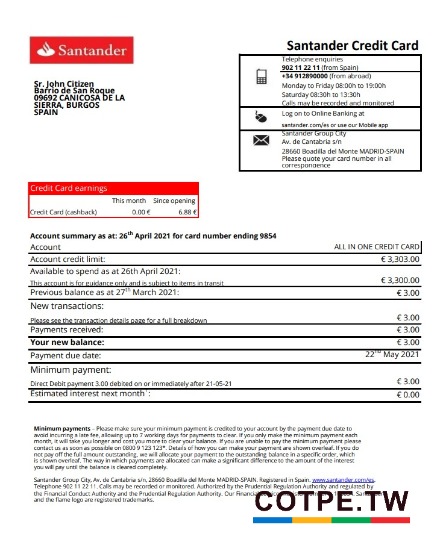 Santander
Santander Credit Card
Telephone enquiries
902 11 22 11 (from Spain)
+34 912890000 (from abroad)
Monday to Friday 08:00h to 19:00h
Saturday 08:30h to 13:30h
Calls may be recorded and monitored
Log on to Online Banking at
santander.com/es or use our Mobile app
Santander Group City
Av. de Cantabria s/n
28660 Boadilla del Monte MADRID-SPAIN
Please quote your card number in all
correspondence
Sr. John Citizen
Barrio de San Roque
09692 CANICOSA DE LA
SIERRA, BURGOS
SPAIN
Credit Card earnings
This month Since opening
Credit Card (cashback) 0.00 € 6.88 €
Account summary as at: 26th April 2021 for card number ending 9854
Account ALL IN ONE CREDIT CARD
Account credit limit: € 3,303.00
Available to spend as at 26th April 2021:
This account is for guidance only and is subject to items in transit € 3,300.00
Previous balance as at 27th March 2021: € 3.00
New transactions:
Please see the transaction details page for a full breakdown € 3.00
Payments received: € 3.00
Your new balance: € 3.00
Payment due date: 22nd May 2021
Minimum payment:
Direct Debit payment 3.00 debited on or immediately after 21-05-21 € 3.00
Estimated interest next month*: € 0.00
Minimum payments – Please make sure your minimum payment is credited to your account by the payment due date to
avoid incurring a late fee, allowing up to 7 working days for payments to clear. If you only make the minimum payment each
month, it will take you longer and cost you more to clear your balance. If you are unable to pay the minimum payment please
contact us as soon as possible on 0800 9 123 123*. Details of how you can make your payment are shown overleaf. If you do
not pay off the full amount outstanding, we will allocate your payment to the outstanding balance in a specific order, which
is shown overleaf. The way in which payments are allocated can make a significant difference to the amount of the interest
you will pay until the balance is cleared completely.
Santander Group City, Av. de Cantabria s/n, 28660 Boadilla del Monte MADRID-SPAIN. Registered in Spain. www.santander.com/es.
Telephone 902 11 22 11. Calls may be recorded or monitored. Authorized by the Prudential Regulation Authority and regulated by
the Financial Conduct Authority and the Prudential Regulation Authority. Our Financial
and the flame logo are registered trademarks.
COTPE.TW